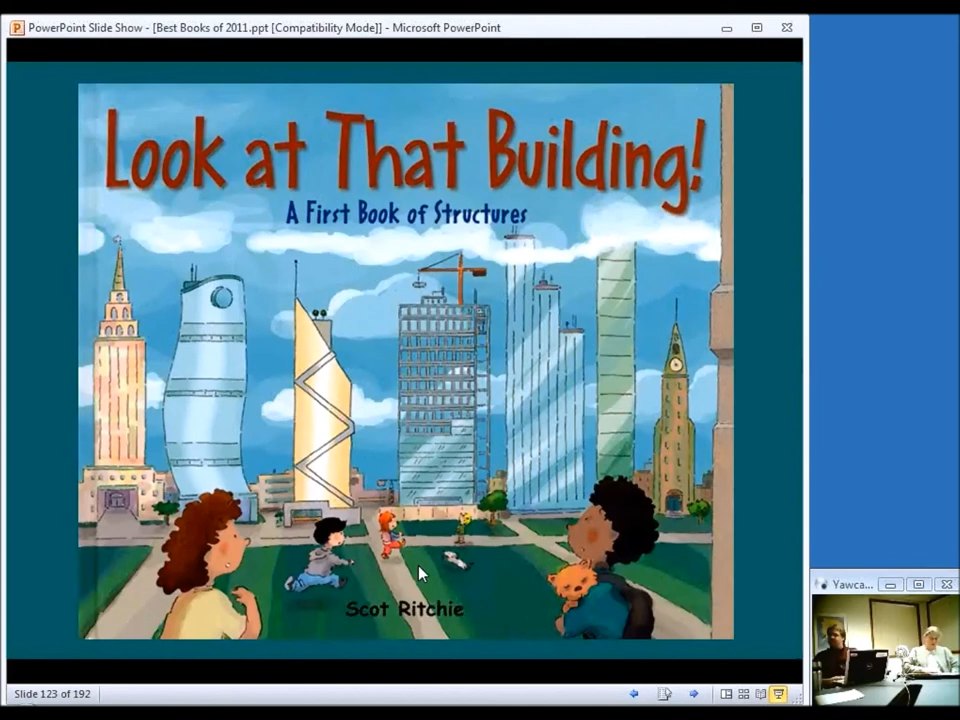 PowerPoint Slide Show - [Best Books of 2011.ppt [Compatibility Mode]] - Microsoft PowerPoint
Look at That Building!
A First Book of Structures
Scot Ritchie
Yawca...
Slide 123 of 192